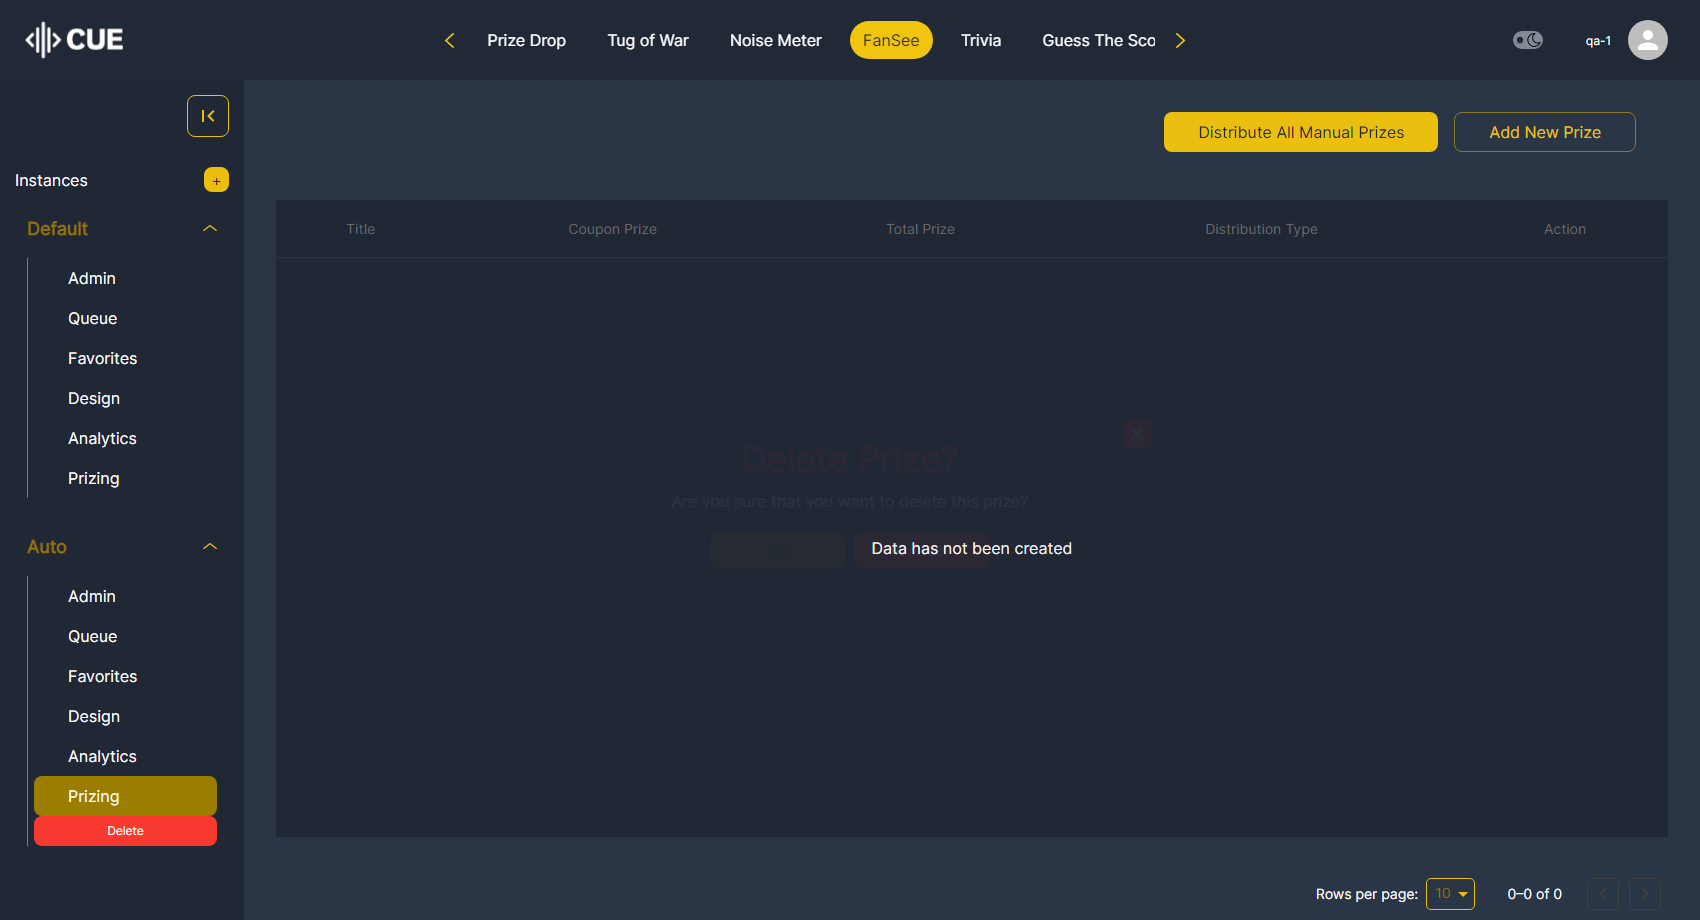 CUE
Prize Drop
Tug of War
Noise Meter
FanSee
Trivia
Guess The Sco
qa-1
Instances
+
Default
Admin
Queue
Favorites
Design
Analytics
Prizing
Auto
Admin
Queue
Favorites
Design
Analytics
Prizing
Delete
Distribute All Manual Prizes
Add New Prize
Title
Coupon Prize
Total Prize
Distribution Type
Action
Delete Prize?
Are you sure that you want to delete this prize?
Data has not been created
Rows per page:
10
0–0 of 0